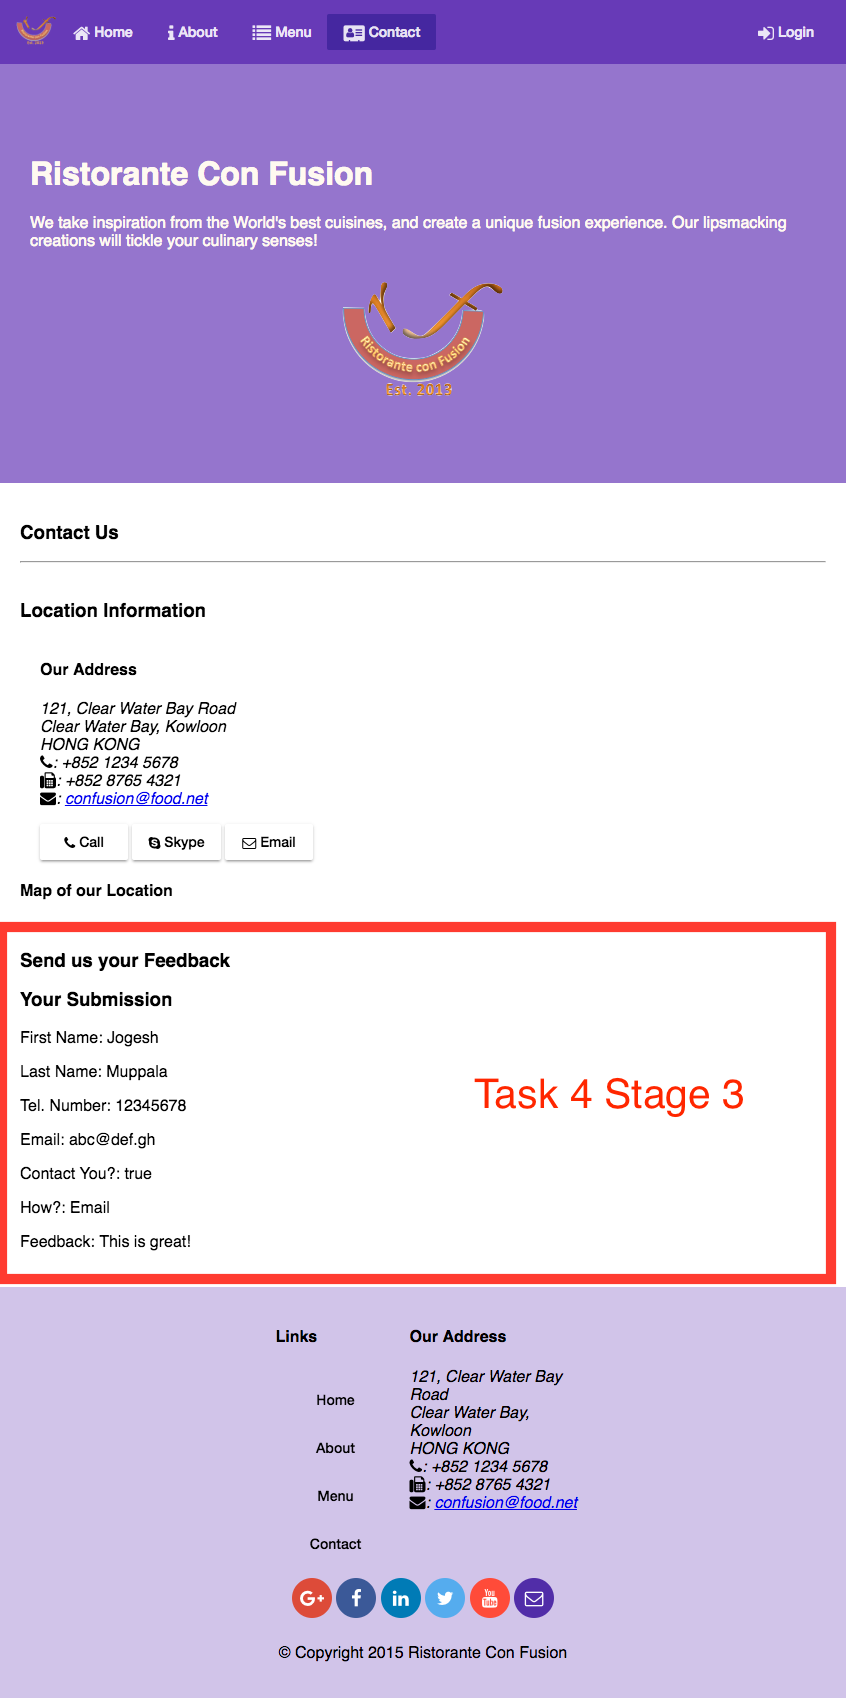 Home
About
Menu
Contact
Login
Ristorante Con Fusion
We take inspiration from the World's best cuisines, and create a unique fusion experience. Our lipsmacking
creations will tickle your culinary senses!
Ristorante con Fusion
Est. 2013
Contact Us
Location Information
Our Address
121, Clear Water Bay Road
Clear Water Bay, Kowloon
HONG KONG
: +852 1234 5678
: +852 8765 4321
: confusion@food.net
Call
Skype
Email
Map of our Location
Send us your Feedback
Your Submission
First Name: Jogesh
Last Name: Muppala
Tel. Number: 12345678
Email: abc@def.gh
Contact You?: true
How?: Email
Feedback: This is great!
Task 4 Stage 3
Links
Home
About
Menu
Contact
Our Address
121, Clear Water Bay
Road
Clear Water Bay,
Kowloon
HONG KONG
: +852 1234 5678
: +852 8765 4321
: confusion@food.net
G+
f
in
You
Tube
© Copyright 2015 Ristorante Con Fusion